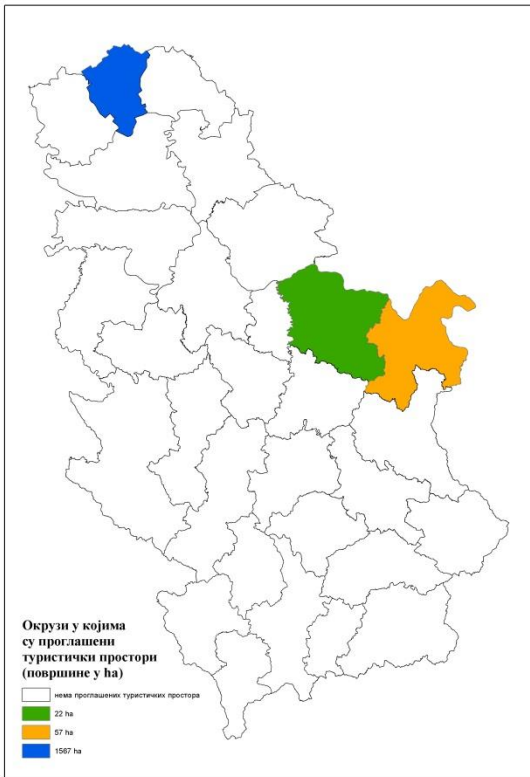 Окрузи у којима
су проглашени
туристички простори
(површине у ha)
нема проглашених туристичких простора
22 ha
57 ha
1567 ha